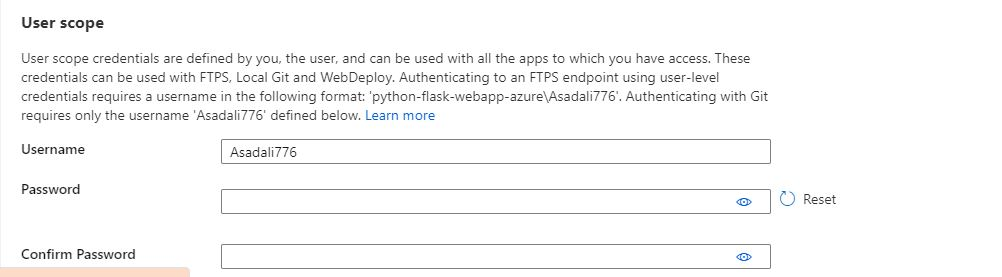 User scope
User scope credentials are defined by you, the user, and can be used with all the apps to which you have access. These
credentials can be used with FTPS, Local Git and WebDeploy. Authenticating to an FTPS endpoint using user-level
credentials requires a username in the following format: 'python-flask-webapp-azure\Asadali776'. Authenticating with Git
requires only the username 'Asadali776' defined below. Learn more
Username
Asadali776
Password
Reset
Confirm Password